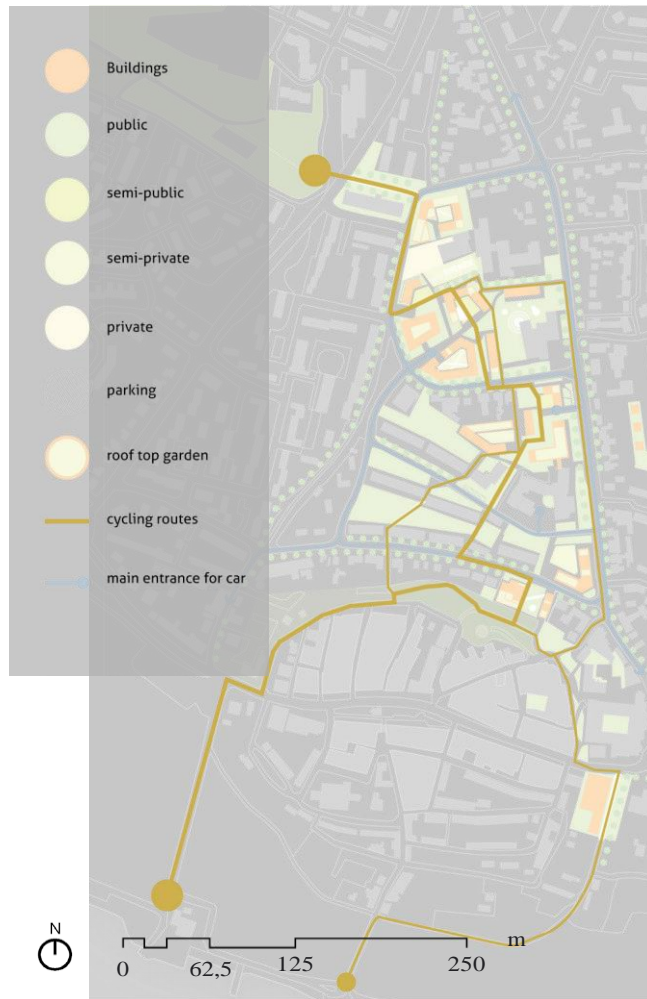 Buildings
public
semi-public
semi-private
private
parking
roof top garden
cycling routes
main entrance for car
N
m
0 62,5 125 250